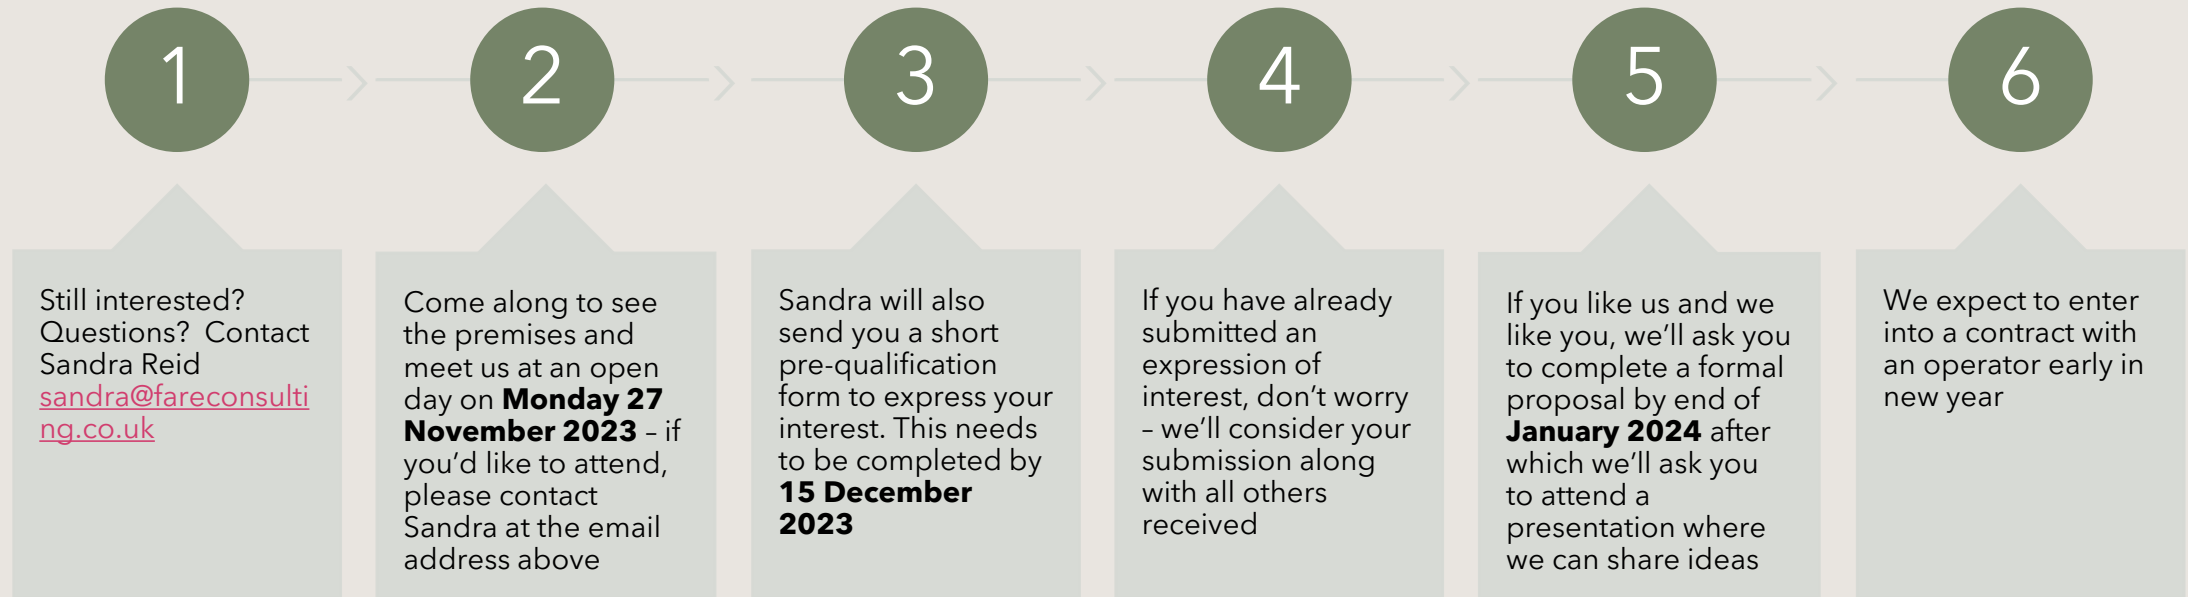 1
2
3
4
5
6
Still interested?
Questions?  Contact
Sandra Reid
sandra@fareconsulti
ng.co.uk
Come along to see
the premises and
meet us at an open
day on Monday 27
November 2023 – if
you’d like to attend,
please contact
Sandra at the email
address above
Sandra will also
send you a short
pre-qualification
form to express your
interest. This needs
to be completed by
15 December
2023
If you have already
submitted an
expression of
interest, don’t worry
– we’ll consider your
submission along
with all others
received
If you like us and we
like you, we’ll ask you
to complete a formal
proposal by end of
January 2024 after
which we’ll ask you
to attend a
presentation where
we can share ideas
We expect to enter
into a contract with
an operator early in
new year